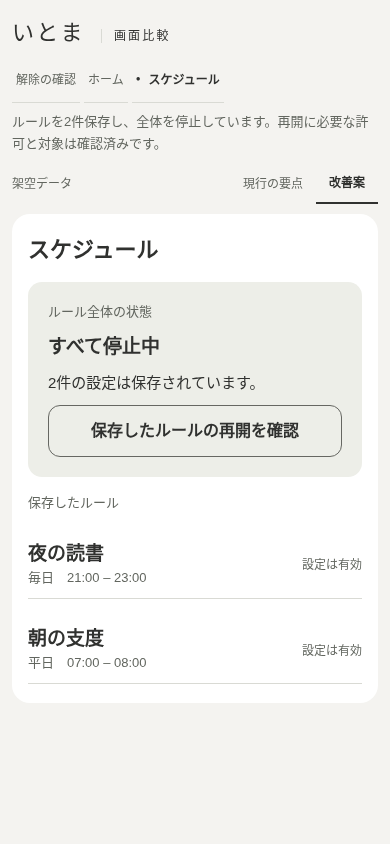 いとま
画面比較
解除の確認 ホーム • スケジュール
ルールを2件保存し、全体を停止しています。再開に必要な許
可と対象は確認済みです。
架空データ
現行の要点 改善案
スケジュール
ルール全体の状態
すべて停止中
2件の設定は保存されています。
保存したルールの再開を確認
保存したルール
夜の読書
毎日 21:00 – 23:00
設定は有効
朝の支度
平日 07:00 – 08:00
設定は有効